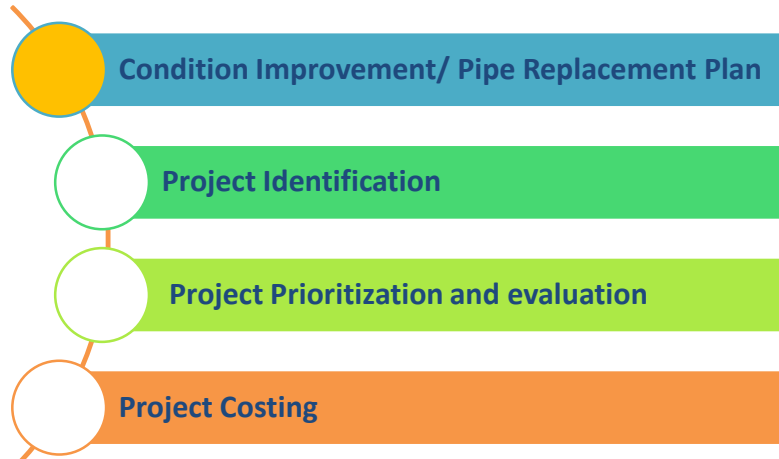 Condition Improvement/ Pipe Replacement Plan
Project Identification
Project Prioritization and evaluation
Project Costing